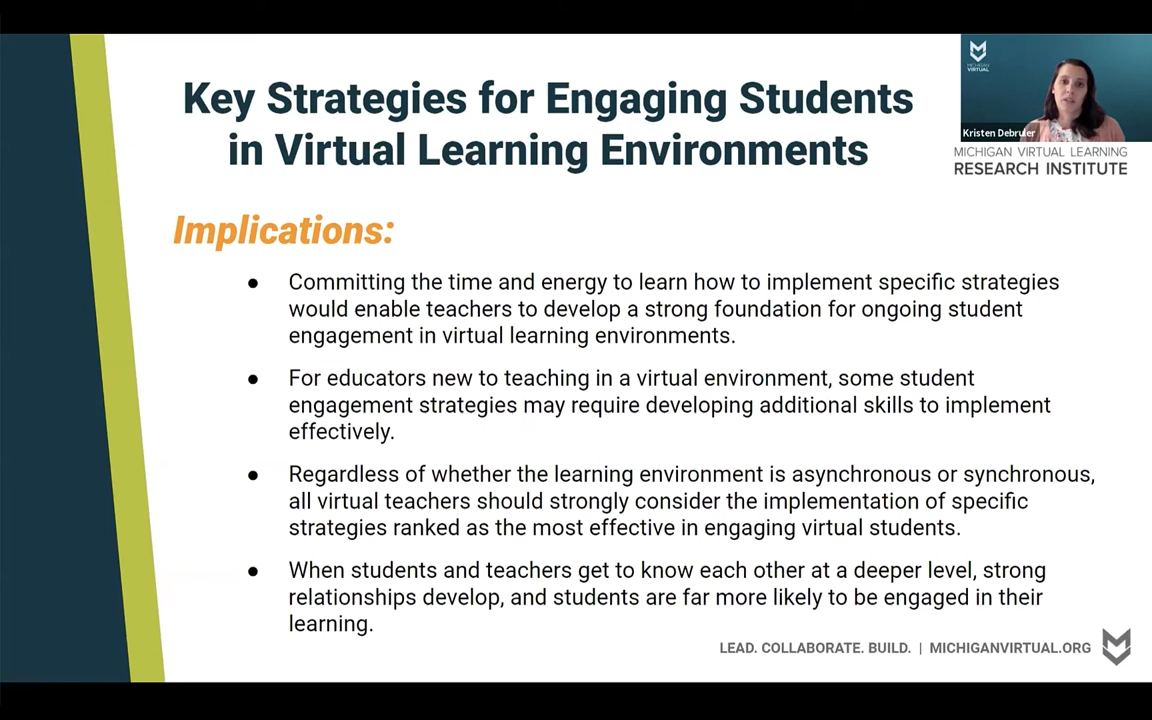 Key Strategies for Engaging Students
in Virtual Learning Environments
MICHIGAN
VIRTUAL
Kristen Debruler
MICHIGAN VIRTUAL LEARNING
RESEARCH INSTITUTE
Implications:
● Committing the time and energy to learn how to implement specific strategies
would enable teachers to develop a strong foundation for ongoing student
engagement in virtual learning environments.
● For educators new to teaching in a virtual environment, some student
engagement strategies may require developing additional skills to implement
effectively.
● Regardless of whether the learning environment is asynchronous or synchronous,
all virtual teachers should strongly consider the implementation of specific
strategies ranked as the most effective in engaging virtual students.
● When students and teachers get to know each other at a deeper level, strong
relationships develop, and students are far more likely to be engaged in their
learning.
LEAD. COLLABORATE. BUILD. | MICHIGANVIRTUAL.ORG